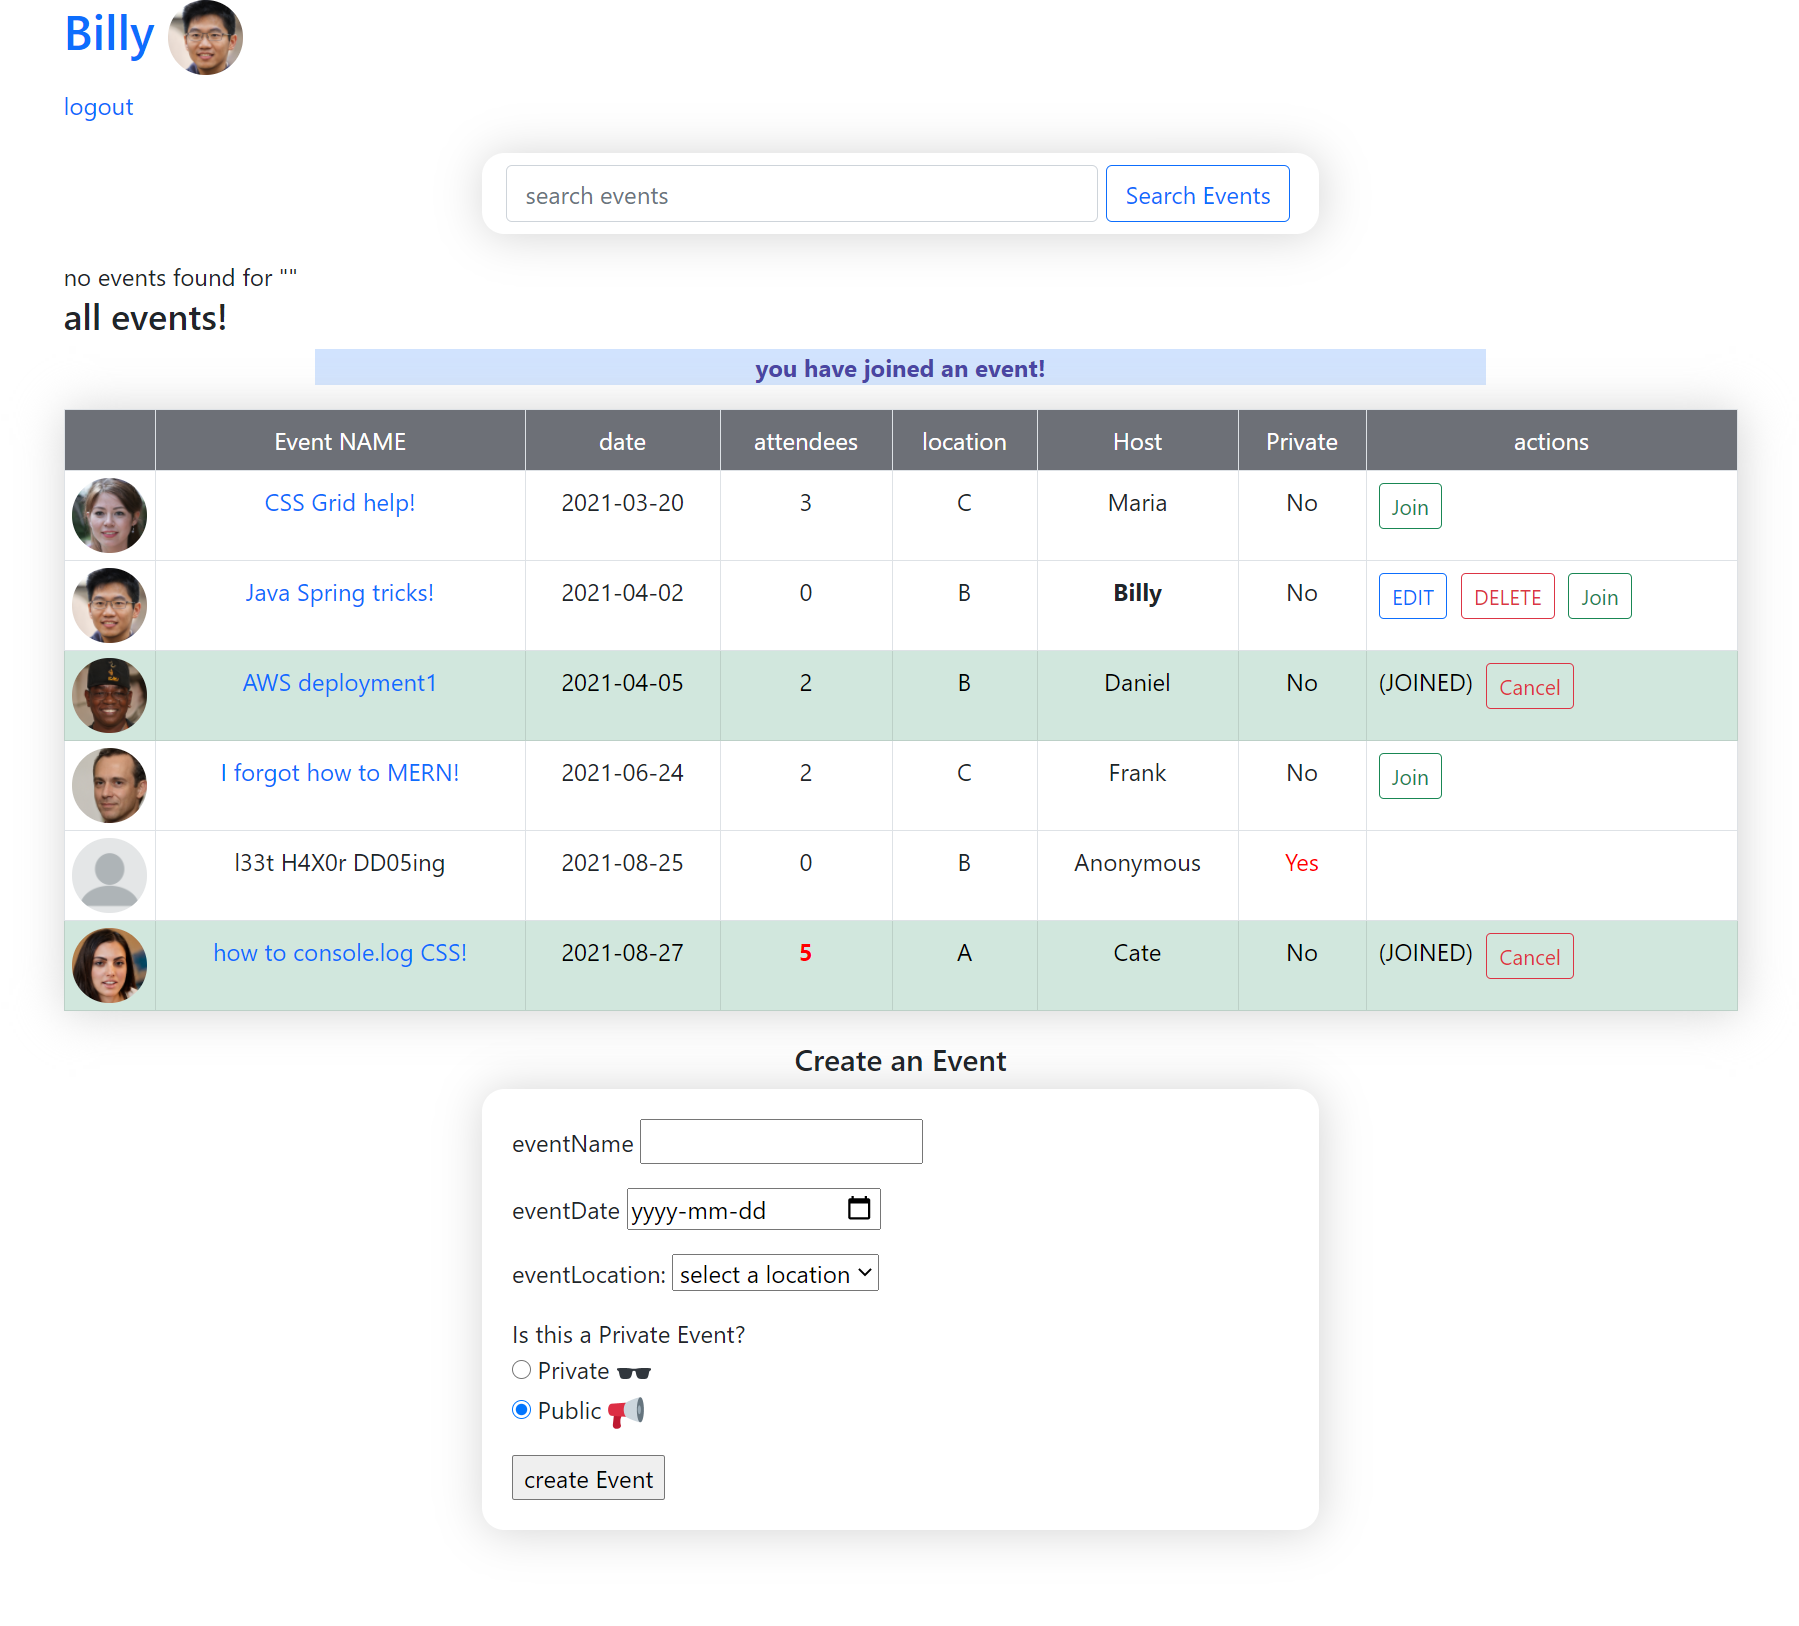 Billy
logout
search events Search Events
no events found for ""
all events!
you have joined an event!
Event NAME date attendees location Host Private actions
CSS Grid help! 2021-03-20 3 C Maria No Join
Java Spring tricks! 2021-04-02 0 B Billy No EDIT DELETE Join
AWS deployment1 2021-04-05 2 B Daniel No (JOINED) Cancel
I forgot how to MERN! 2021-06-24 2 C Frank No Join
l33t H4X0r DD05ing 2021-08-25 0 B Anonymous Yes
how to console.log CSS! 2021-08-27 5 A Cate No (JOINED) Cancel
Create an Event
eventName
eventDate yyyy-mm-dd
eventLocation: select a location
Is this a Private Event?
Private 🕶️
Public 📢
create Event